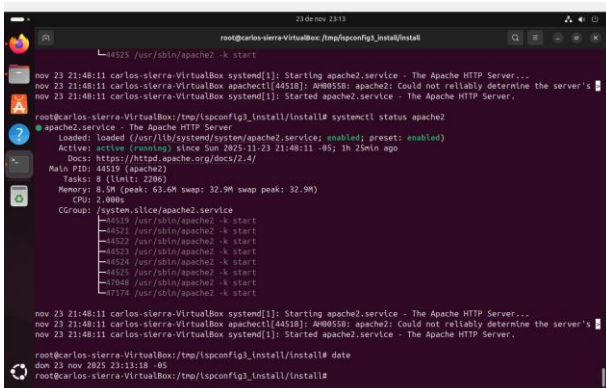 23 de nov 23:13
root@carlos-sierra-VirtualBox: /tmp/ispconfig3_install/install
└─44525 /usr/sbin/apache2 -k start
nov 23 21:48:11 carlos-sierra-VirtualBox systemd[1]: Starting apache2.service - The Apache HTTP Server...
nov 23 21:48:11 carlos-sierra-VirtualBox apachectl[44518]: AH00558: apache2: Could not reliably determine the server's >
nov 23 21:48:11 carlos-sierra-VirtualBox systemd[1]: Started apache2.service - The Apache HTTP Server.
root@carlos-sierra-VirtualBox:/tmp/ispconfig3_install/install# systemctl status apache2
● apache2.service - The Apache HTTP Server
Loaded: loaded (/usr/lib/systemd/system/apache2.service; enabled; preset: enabled)
Active: active (running) since Sun 2025-11-23 21:48:11 -05; 1h 25min ago
Docs: https://httpd.apache.org/docs/2.4/
Main PID: 44519 (apache2)
Tasks: 8 (limit: 2206)
Memory: 8.5M (peak: 63.6M swap: 32.9M swap peak: 32.9M)
CPU: 2.000s
CGroup: /system.slice/apache2.service
├─44519 /usr/sbin/apache2 -k start
├─44521 /usr/sbin/apache2 -k start
├─44522 /usr/sbin/apache2 -k start
├─44523 /usr/sbin/apache2 -k start
├─44524 /usr/sbin/apache2 -k start
├─44525 /usr/sbin/apache2 -k start
├─47048 /usr/sbin/apache2 -k start
└─47174 /usr/sbin/apache2 -k start
nov 23 21:48:11 carlos-sierra-VirtualBox systemd[1]: Starting apache2.service - The Apache HTTP Server...
nov 23 21:48:11 carlos-sierra-VirtualBox apachectl[44518]: AH00558: apache2: Could not reliably determine the server's >
nov 23 21:48:11 carlos-sierra-VirtualBox systemd[1]: Started apache2.service - The Apache HTTP Server.
root@carlos-sierra-VirtualBox:/tmp/ispconfig3_install/install# date
dom 23 nov 2025 23:13:18 -05
root@carlos-sierra-VirtualBox:/tmp/ispconfig3_install/install#